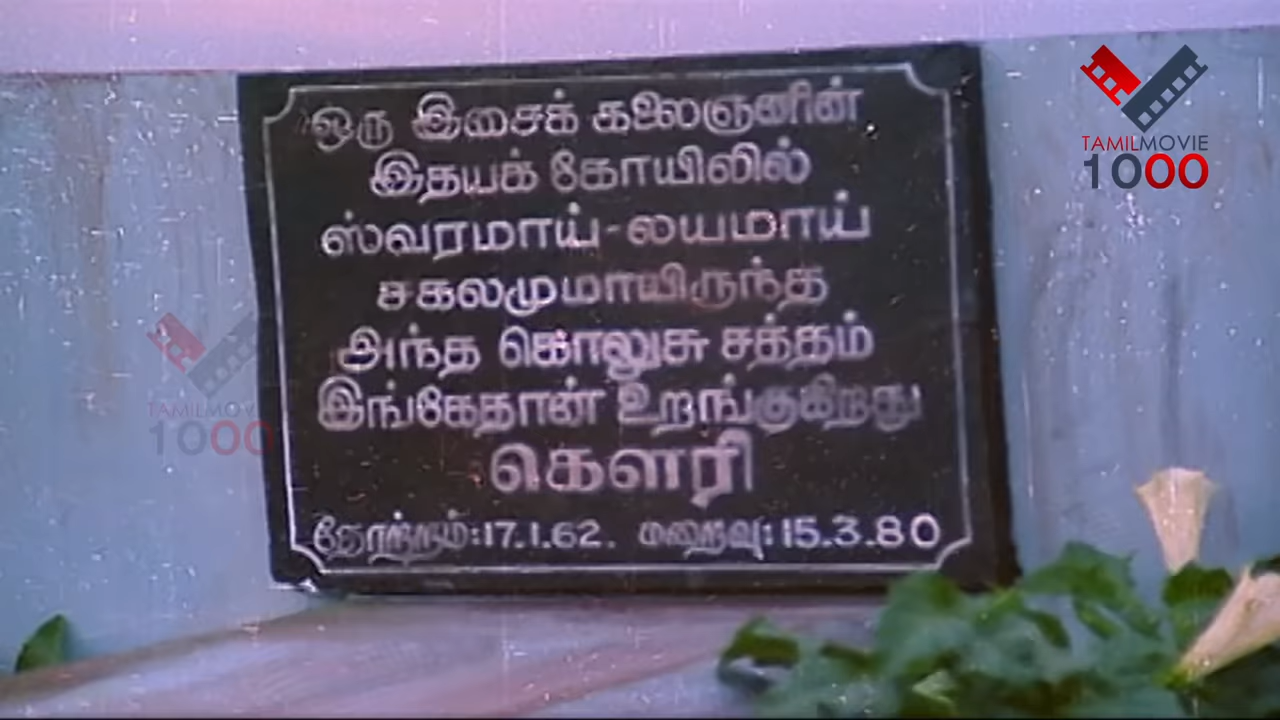 ஒரு இசைக் கலைஞனின்
இதயக் கோயிலில்
ஸ்வரமாய்-லயமாய்
சகலமுமாயிருந்த
அந்த கொலுசு சத்தம்
இங்கேதான் உறங்குகிறது
கௌரி
தோற்றம்:17.1.62. மறைவு:15.3.80
TAMILMOVIE
1000
TAMILMOVIE
1000